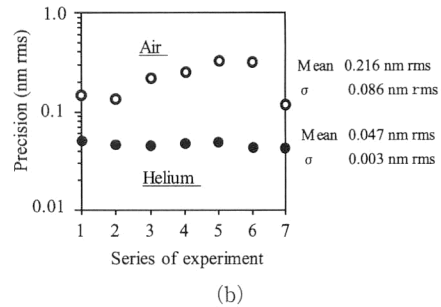 1.0
0.1
0.01
Precision (nm rms)
Air
Helium
Mean 0.216 nm rms
σ 0.086 nm rms
Mean 0.047 nm rms
σ 0.003 nm rms
1 2 3 4 5 6 7
Series of experiment
(b)